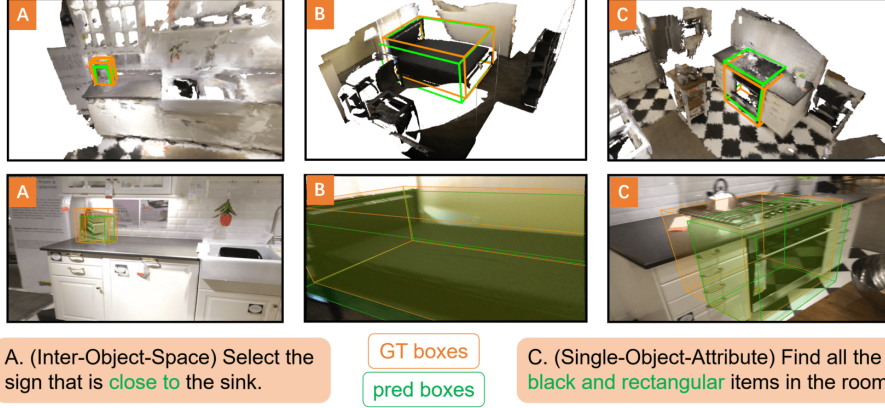 A
B
C
A
B
C
A. (Inter-Object-Space) Select the
sign that is close to the sink.
GT boxes
pred boxes
C. (Single-Object-Attribute) Find all the
black and rectangular items in the room